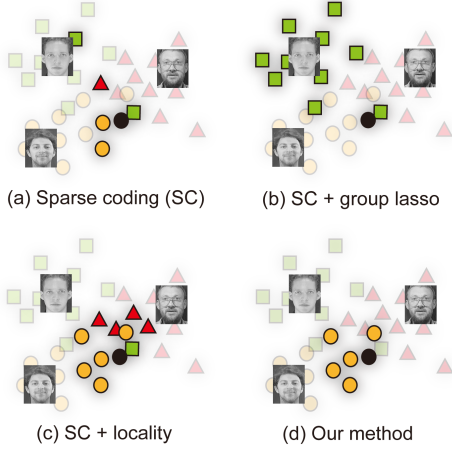 (a) Sparse coding (SC)
(b) SC + group lasso
(c) SC + locality
(d) Our method